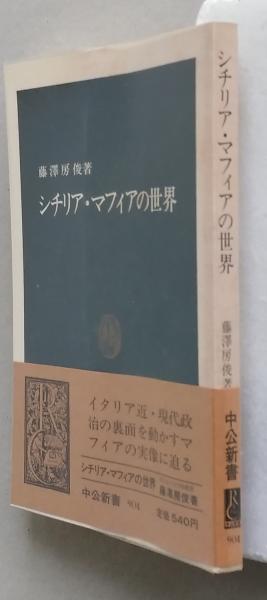 藤澤房俊著
シチリア・マフィアの世界
イタリア近・現代政
治の裏面を動かすマ
フィアの実像に迫る
シチリア・マフィアの世界
藤澤房俊著
中公新書 904
定価540円
シチリア・マフィアの世界
藤澤房俊著
中公新書
904